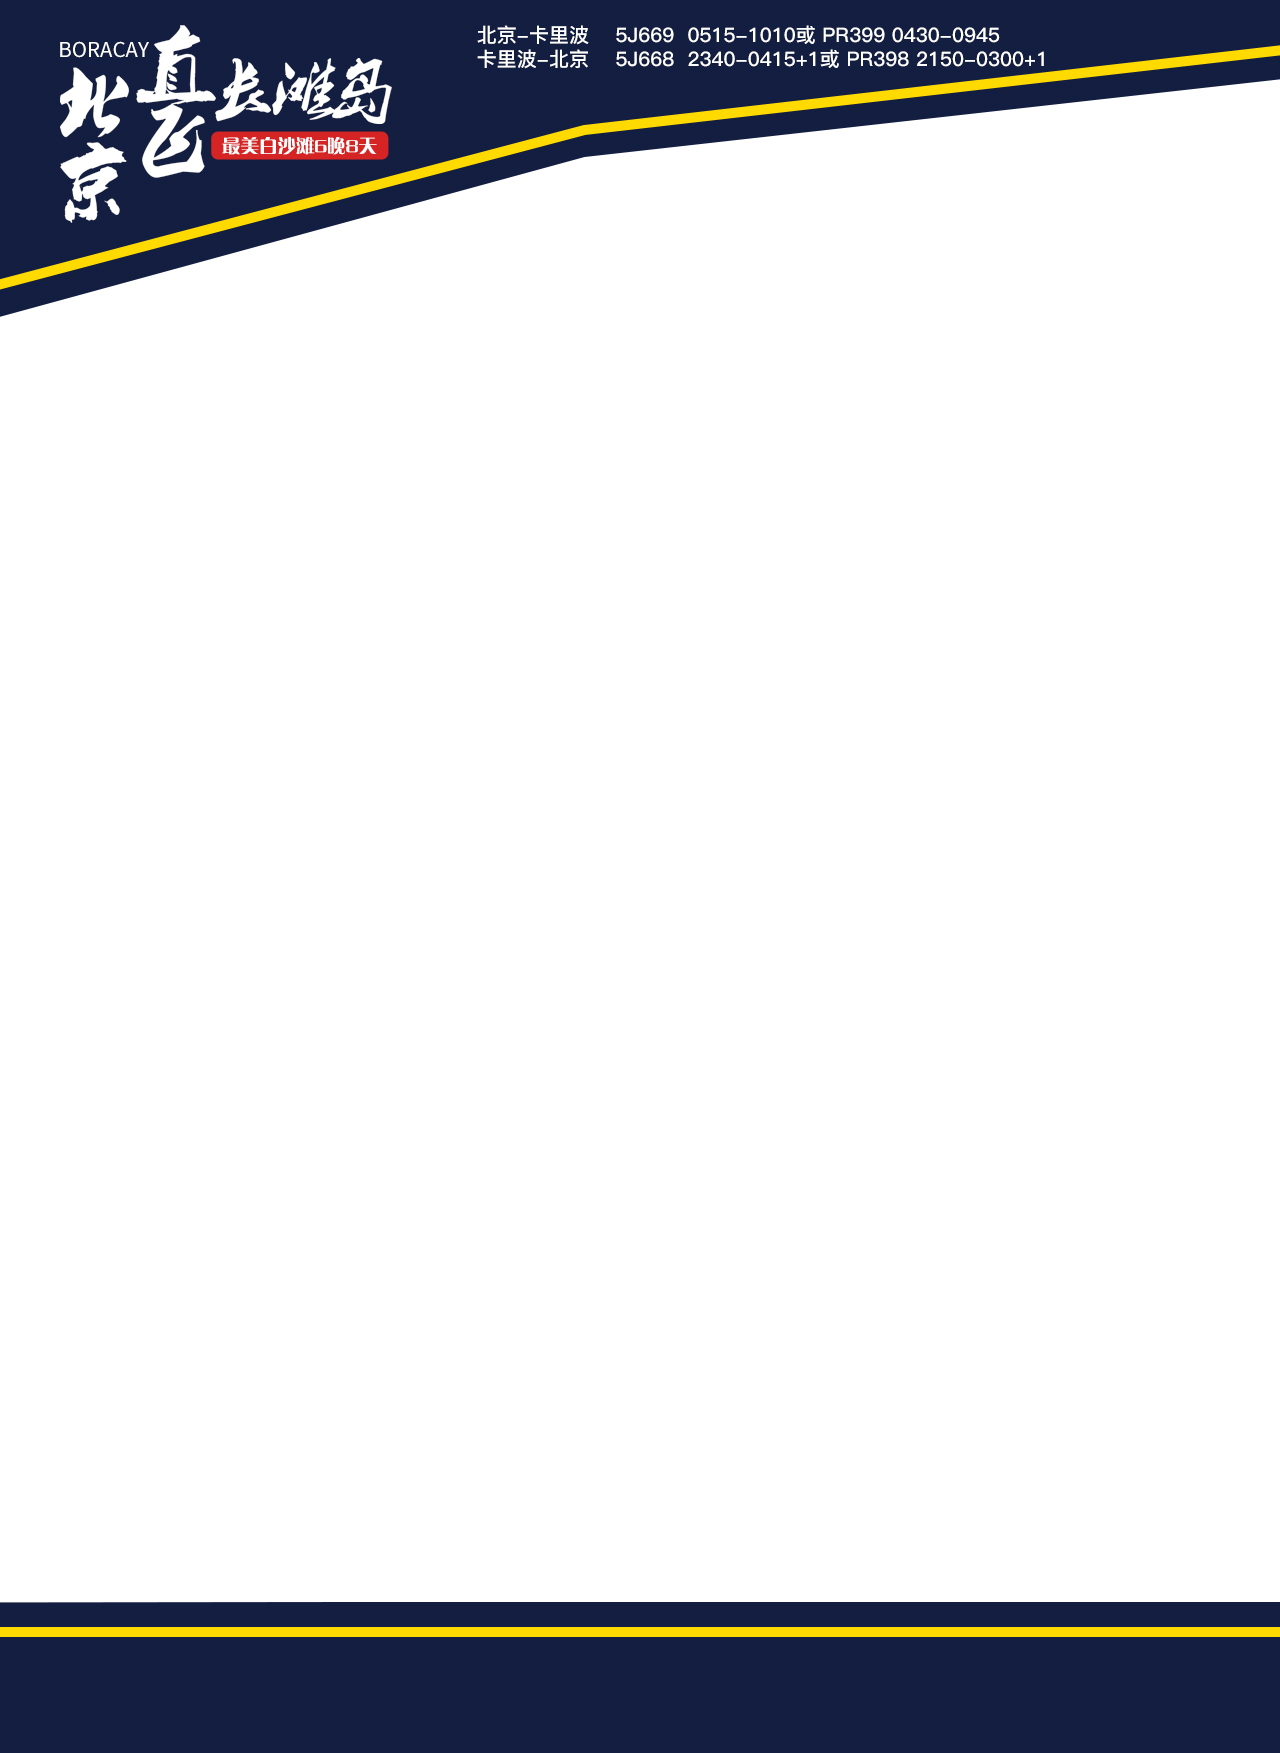 BORACAY
北京
直飞
长滩岛
最美白沙滩6晚8天
北京-卡里波 5J669 0515-1010或 PR399 0430-0945
卡里波-北京 5J668 2340-0415+1或 PR398 2150-0300+1